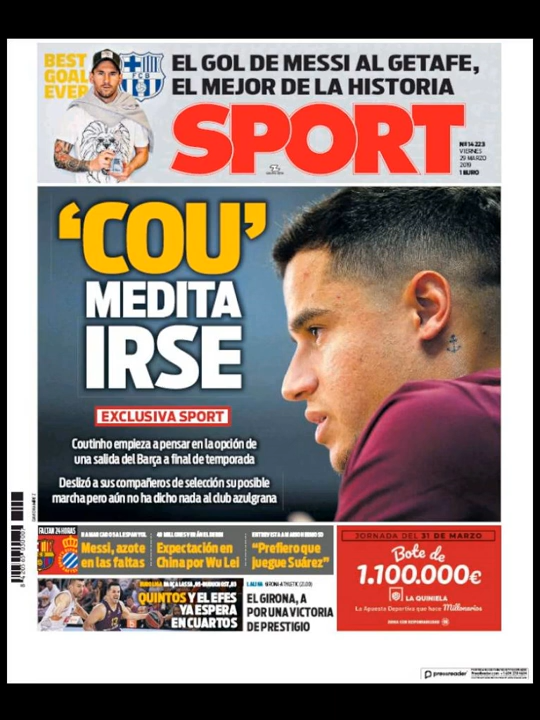 BEST
GOAL
EVER
FCB
EL GOL DE MESSI AL GETAFE,
EL MEJOR DE LA HISTORIA
SPORT
Nº 14.223
VIERNES
29 MARZO
2019
1 EURO
‘COU’
MEDITA
IRSE
EXCLUSIVA SPORT
Coutinho empieza a pensar en la opción de
una salida del Barça a final de temporada
Deslizó a sus compañeros de selección su posible
marcha pero aún no ha dicho nada al club azulgrana
FALTAN 24 HORAS
Messi, azote
en las faltas
Expectación en
China por Wu Lei
“Prefiero que
juegue Suárez”
QUINTOS Y EL EFES
YA ESPERA
EN CUARTOS
EL GIRONA, A
POR UNA VICTORIA
DE PRESTIGIO
JORNADA DEL 31 DE MARZO
Bote de
1.100.000€
LA QUINIELA
La Apuesta Deportiva que hace Millonarios
pressreader